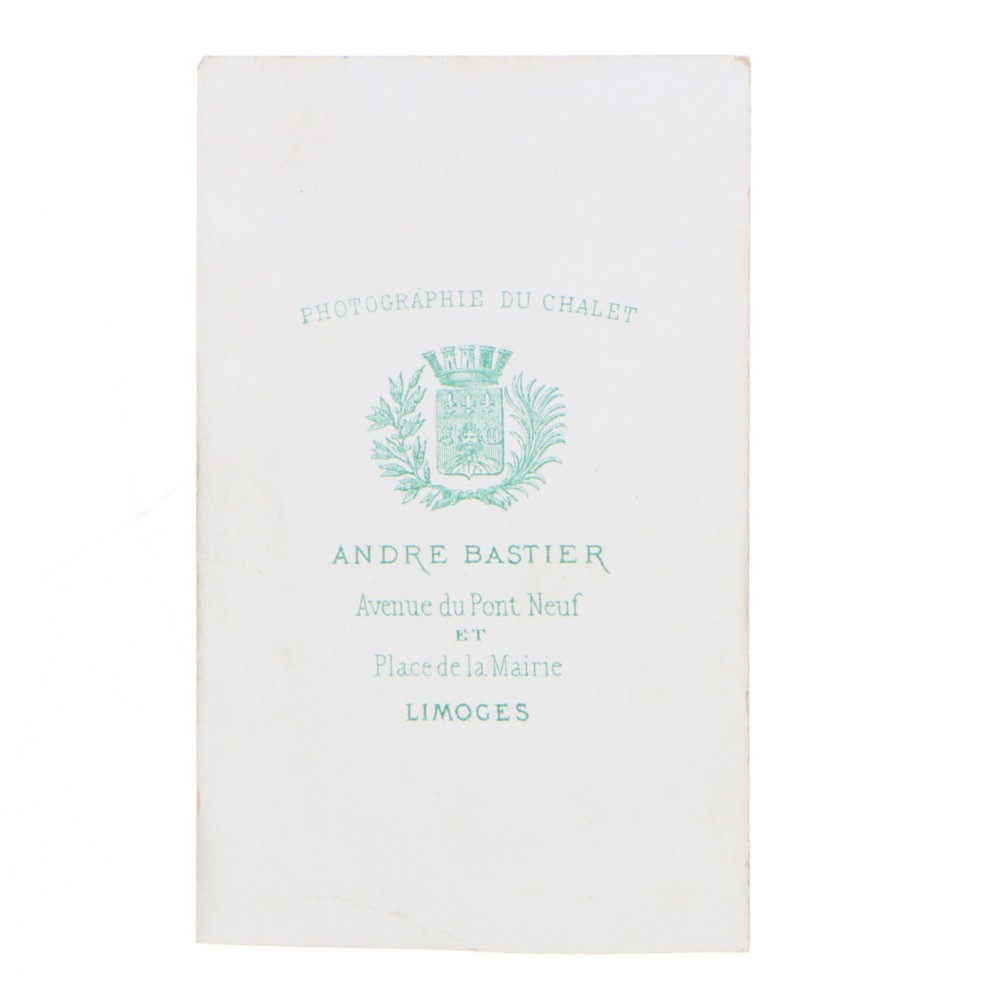 PHOTOGRAPHIE DU CHALET
ANDRE BASTIER
Avenue du Pont Neuf
ET
Place de la Mairie
LIMOGES